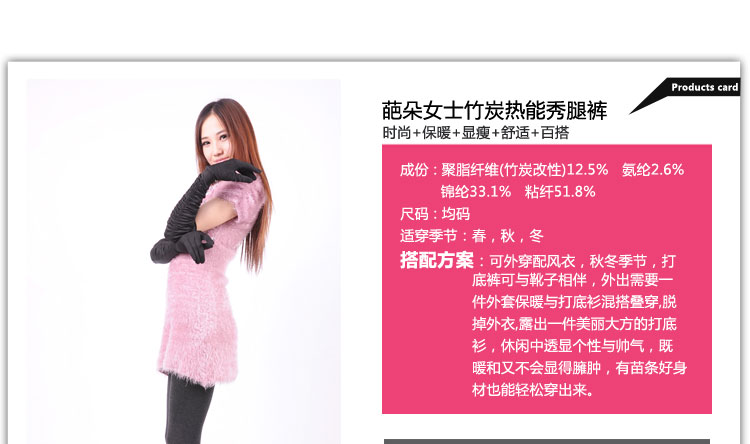 Products card
葩朵女士竹炭热能秀腿裤
时尚+保暖+显瘦+舒适+百搭
成份：聚脂纤维(竹炭改性)12.5% 氨纶2.6%
锦纶33.1% 粘纤51.8%
尺码：均码
适穿季节：春，秋，冬
搭配方案：可外穿配风衣，秋冬季节，打
底裤可与靴子相伴，外出需要一
件外套保暖与打底衫混搭叠穿,脱
掉外衣,露出一件美丽大方的打底
衫，休闲中透显个性与帅气，既
暖和又不会显得臃肿，有苗条好身
材也能轻松穿出来。